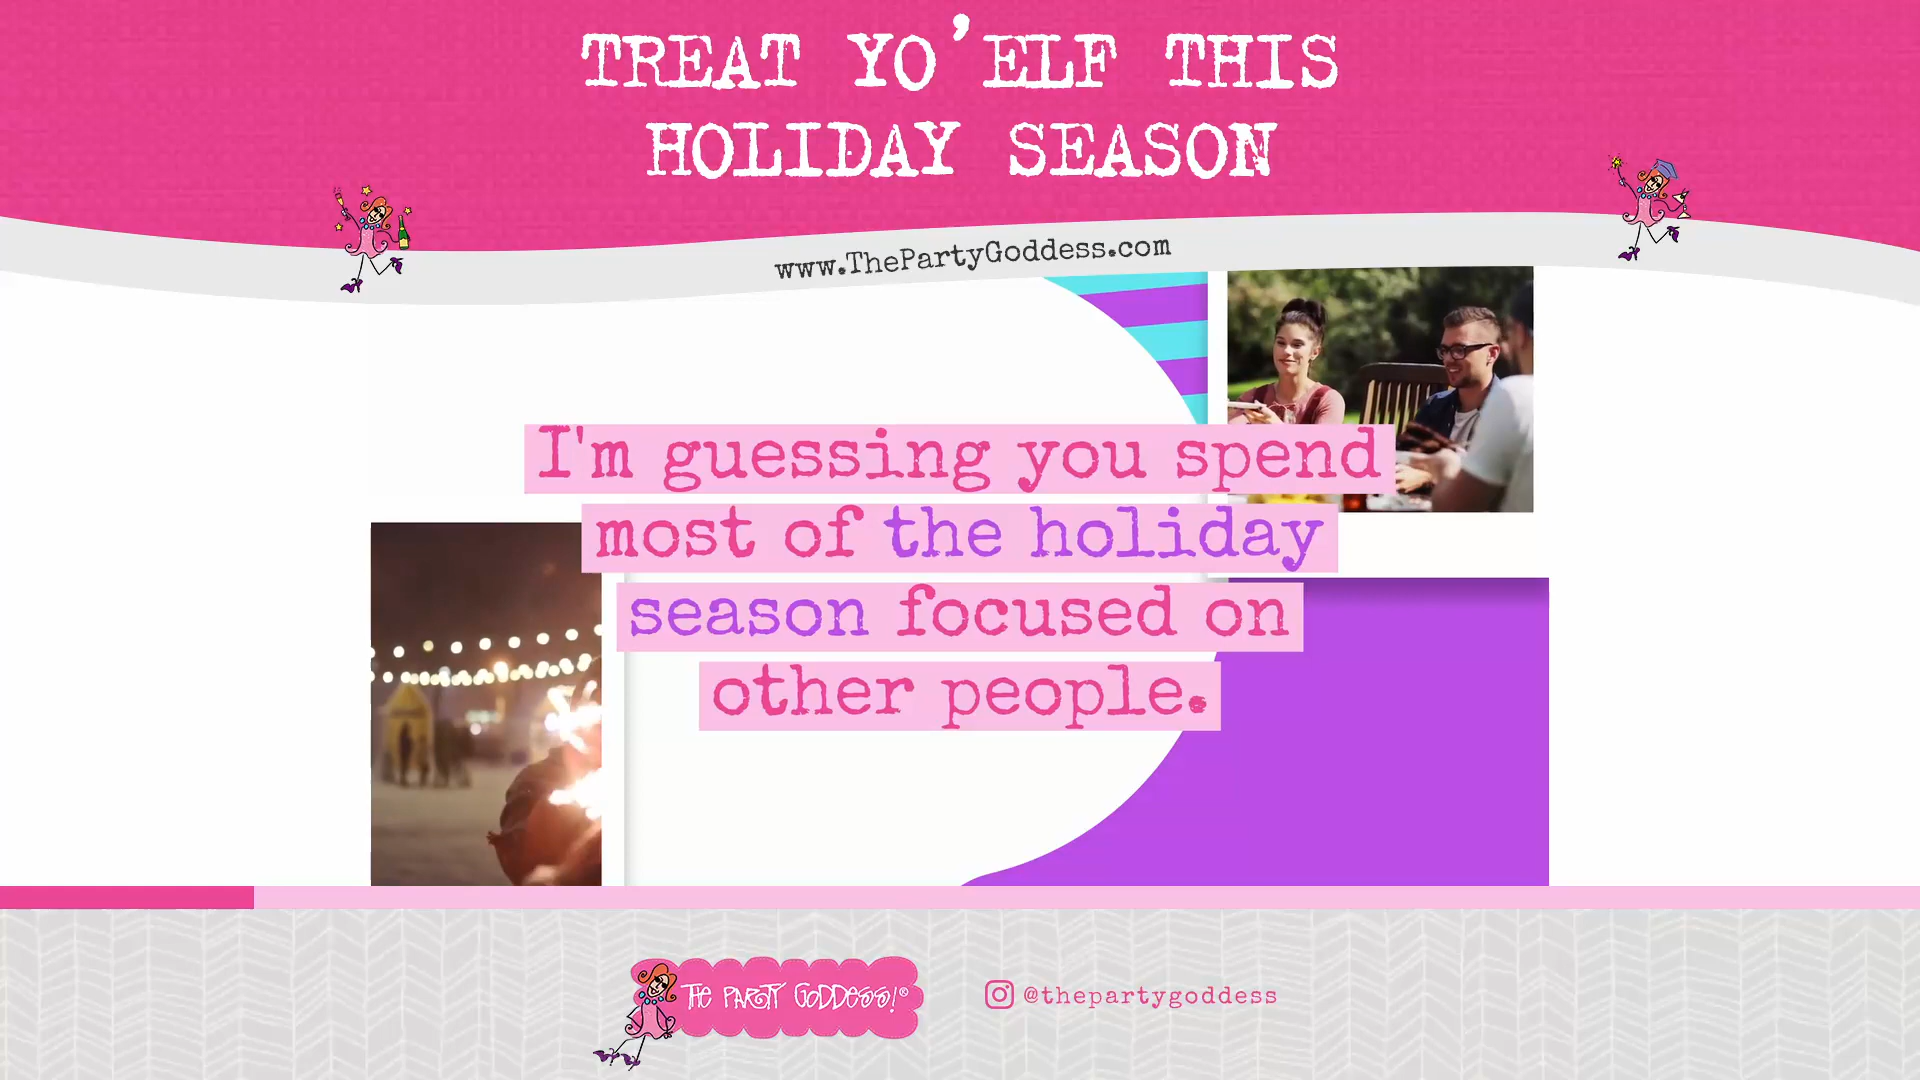 TREAT YO'ELF THIS
HOLIDAY SEASON
www.ThePartyGoddess.com
I'm guessing you spend
most of the holiday
season focused on
other people.
THE PARTY GODDESS!®
@thepartygoddess